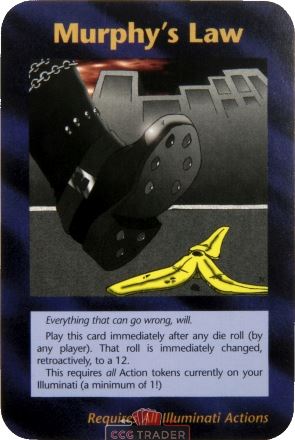 Murphy's Law
Everything that can go wrong, will.
Play this card immediately after any die roll (by
any player). That roll is immediately changed,
retroactively, to a 12.
This requires all Action tokens currently on your
Illuminati (a minimum of 1!)
Requires Illuminati Actions
CCG TRADER